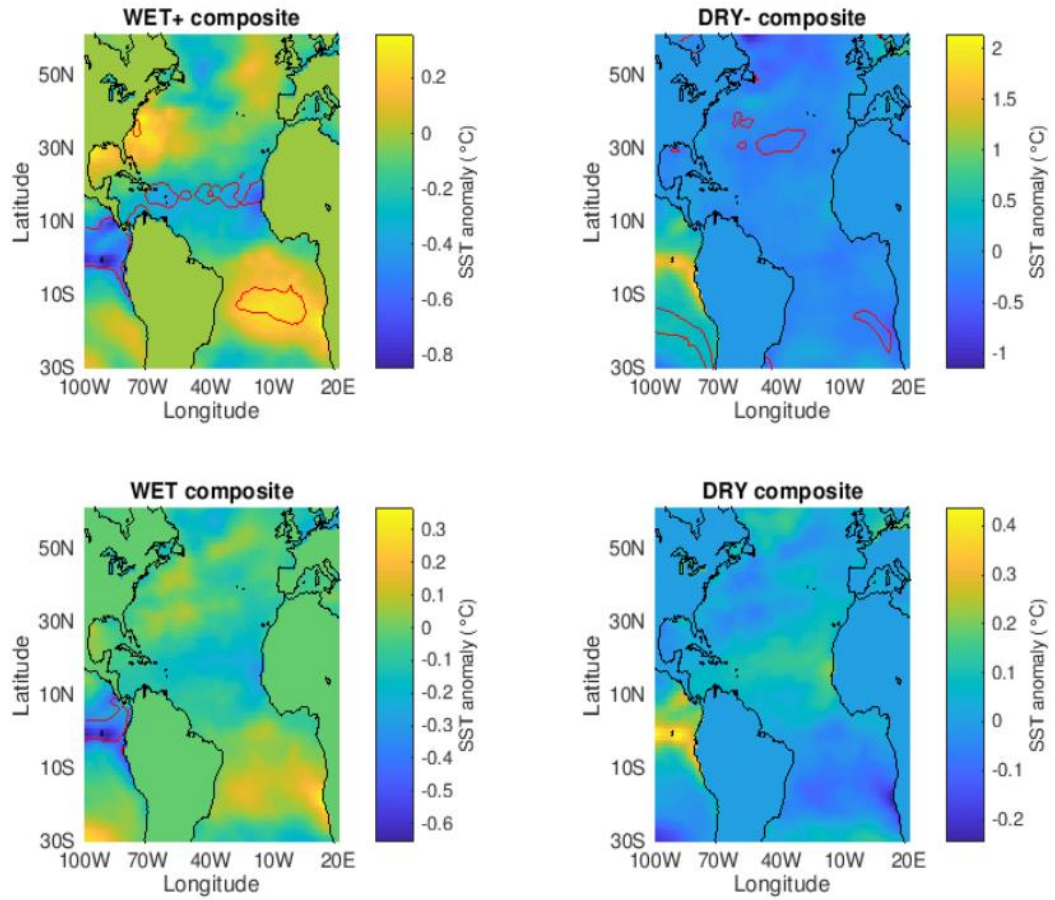 WET+ composite
50N
30N
10N
10S
30S
100W 70W 40W 10W 20E
Longitude
Latitude
0.2
0
-0.2
-0.4
-0.6
-0.8
SST anomaly (°C)
DRY- composite
50N
30N
10N
10S
30S
100W 70W 40W 10W 20E
Longitude
Latitude
2
1.5
1
0.5
0
-0.5
-1
SST anomaly (°C)
WET composite
50N
30N
10N
10S
30S
100W 70W 40W 10W 20E
Longitude
Latitude
0.3
0.2
0.1
0
-0.1
-0.2
-0.3
-0.4
-0.5
-0.6
SST anomaly (°C)
DRY composite
50N
30N
10N
10S
30S
100W 70W 40W 10W 20E
Longitude
Latitude
0.4
0.3
0.2
0.1
0
-0.1
-0.2
SST anomaly (°C)